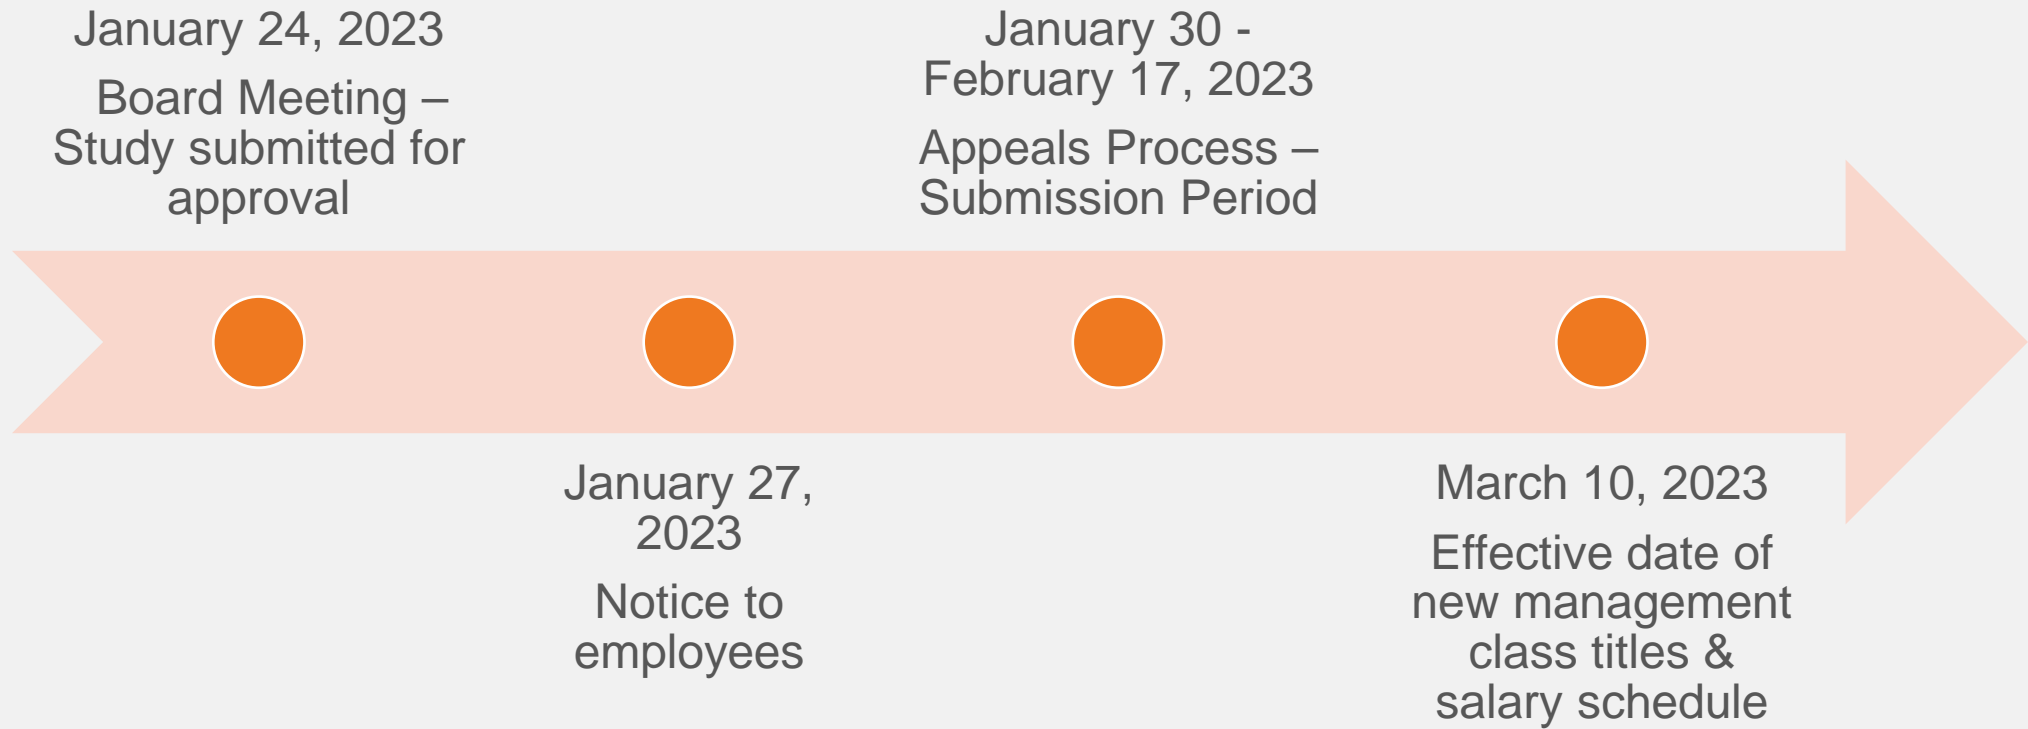 January 24, 2023
Board Meeting –
Study submitted for
approval
January 27,
2023
Notice to
employees
January 30 -
February 17, 2023
Appeals Process –
Submission Period
March 10, 2023
Effective date of
new management
class titles &
salary schedule